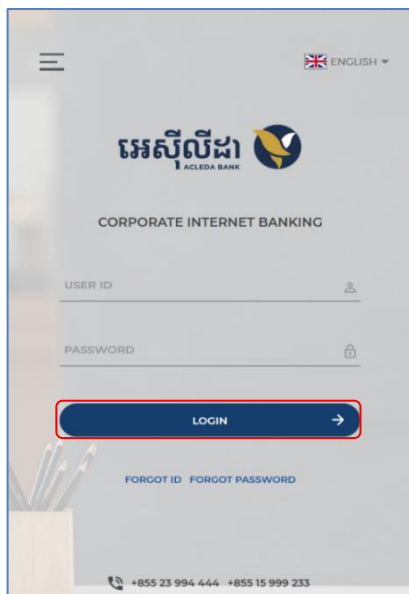 ENGLISH
អេស៊ីលីដា
ACLEDA BANK
CORPORATE INTERNET BANKING
USER ID
PASSWORD
LOGIN
FORGOT ID FORGOT PASSWORD
+855 23 994 444 +855 15 999 233